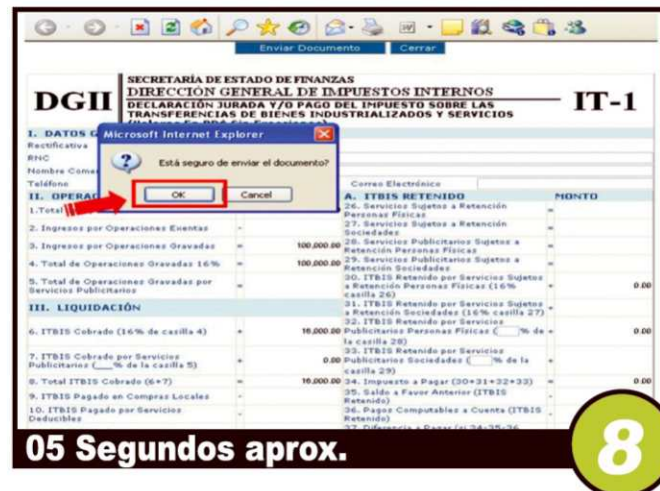 Enviar Documento Cerrar
SECRETARÍA DE ESTADO DE FINANZAS
DGII DIRECCIÓN GENERAL DE IMPUESTOS INTERNOS IT-1
DECLARACIÓN JURADA Y/O PAGO DEL IMPUESTO SOBRE LAS
TRANSFERENCIAS DE BIENES INDUSTRIALIZADOS Y SERVICIOS
I. DATOS G
Microsoft Internet Explorer
Rectificativa
RNC
Está seguro de enviar el documento?
Nombre Comer
Teléfono
Correo Electrónico
OK Cancel
II. OPERAC
1.Total
2. Ingresos por Operaciones Exentas -
3. Ingresos por Operaciones Gravadas = 100,000.00
4. Total de Operaciones Gravadas 16% = 100,000.00
5. Total de Operaciones Gravadas por
Servicios Publicitarios
III. LIQUIDACIÓN
6. ITBIS Cobrado (16% de casilla 4) + 16,000.00
7. ITBIS Cobrado por Servicios
Publicitarios (___% de la casilla 5) + 0.00
8. Total ITBIS Cobrado (6+7) = 16,000.00
9. ITBIS Pagado en Compras Locales -
10. ITBIS Pagado por Servicios
Deducibles
A. ITBIS RETENIDO MONTO
26. Servicios Sujetos a Retención
Personas Físicas
27. Servicios Sujetos a Retención
Sociedades
28. Servicios Publicitarios Sujetos a
Retención Personas Físicas
29. Servicios Publicitarios Sujetos a
Retención Sociedades
30. ITBIS Retenido por Servicios Sujetos
a Retención Personas Físicas (16% = 0.00
casilla 26)
31. ITBIS Retenido por Servicios Sujetos
a Retención Sociedades (16% casilla 27)
32. ITBIS Retenido por Servicios
Publicitarios Personas Físicas (___% de + 0.00
la casilla 28)
33. ITBIS Retenido por Servicios
Publicitarios Sociedades (___% de la
casilla 29)
34. Impuesto a Pagar (30+31+32+33) = 0.00
35. Saldo a Favor Anterior (ITBIS
Retenido)
36. Pagos Computables a Cuenta (ITBIS
Retenido)
05 Segundos aprox.
8